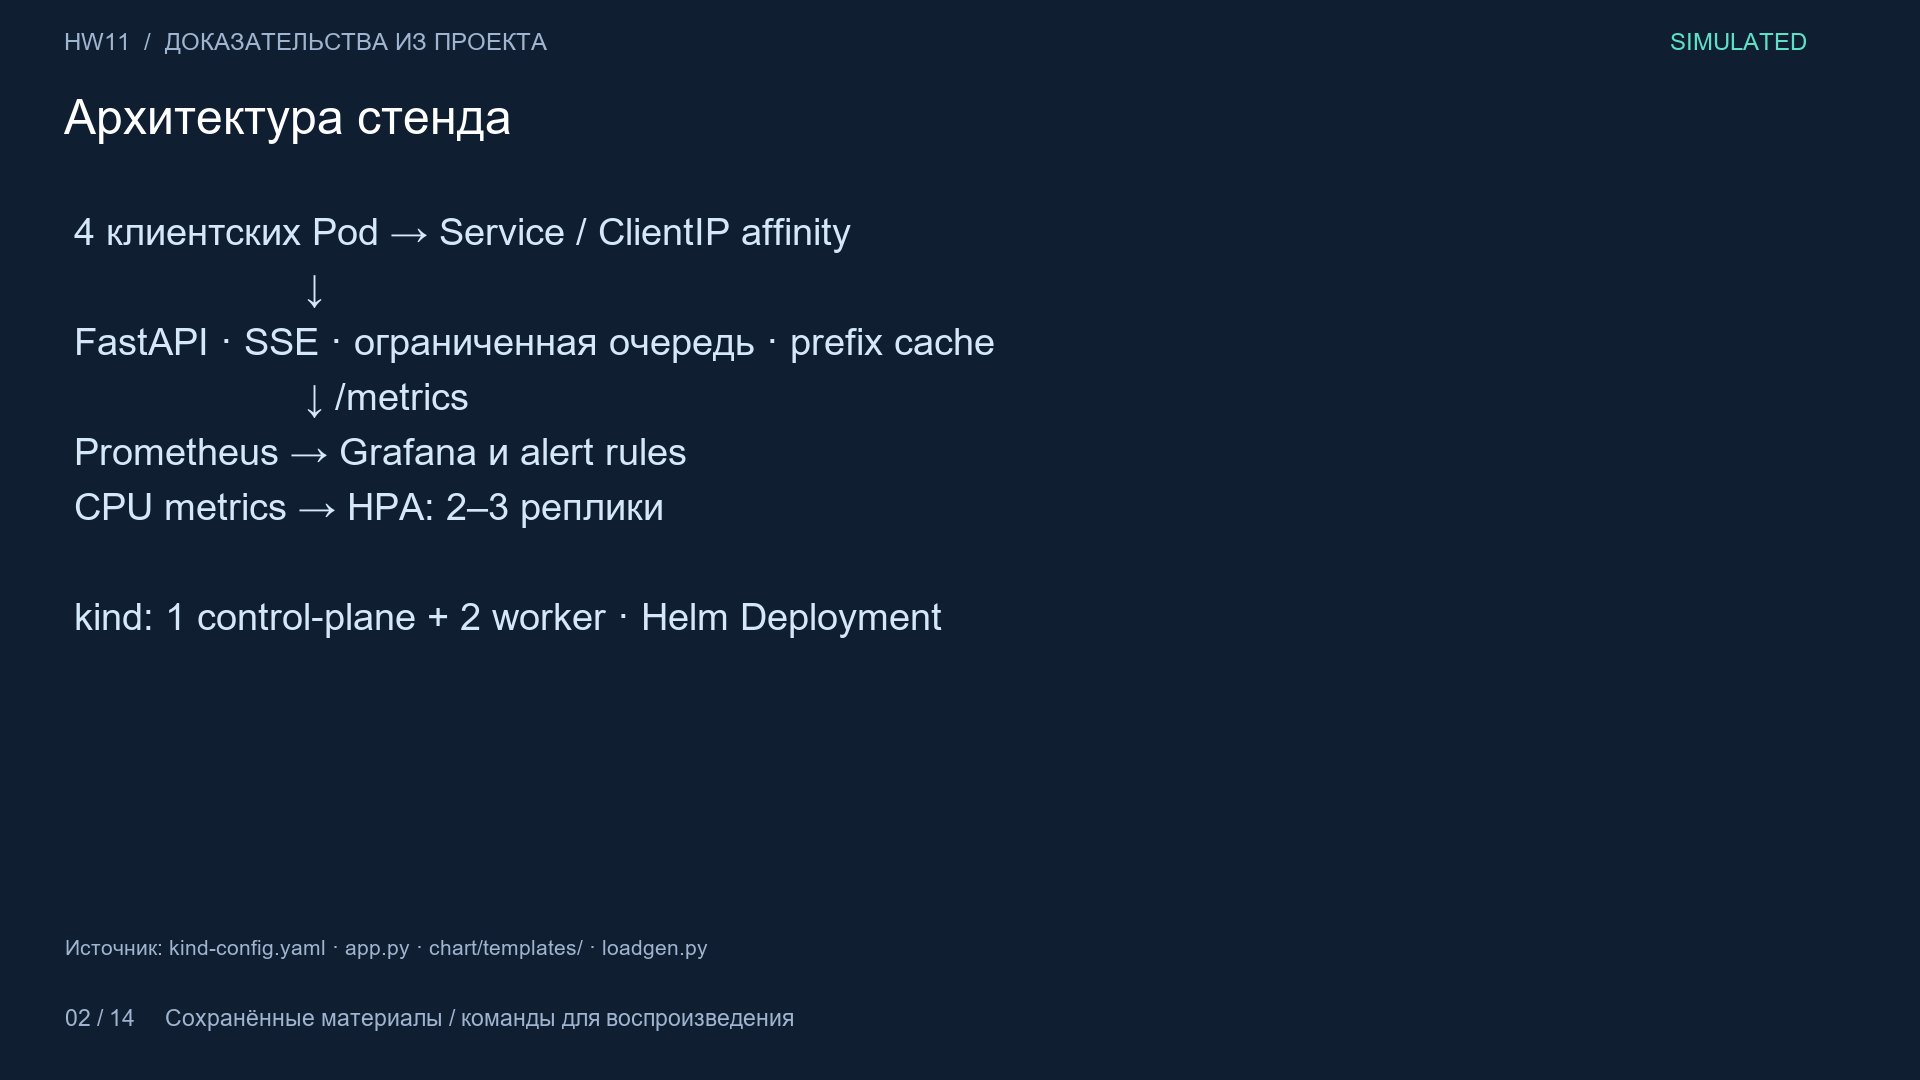 HW11 / ДОКАЗАТЕЛЬСТВА ИЗ ПРОЕКТА
SIMULATED
Архитектура стенда
4 клиентских Pod → Service / ClientIP affinity
↓
FastAPI · SSE · ограниченная очередь · prefix cache
↓ /metrics
Prometheus → Grafana и alert rules
CPU metrics → HPA: 2–3 реплики
kind: 1 control-plane + 2 worker · Helm Deployment
Источник: kind-config.yaml · app.py · chart/templates/ · loadgen.py
02 / 14 Сохранённые материалы / команды для воспроизведения